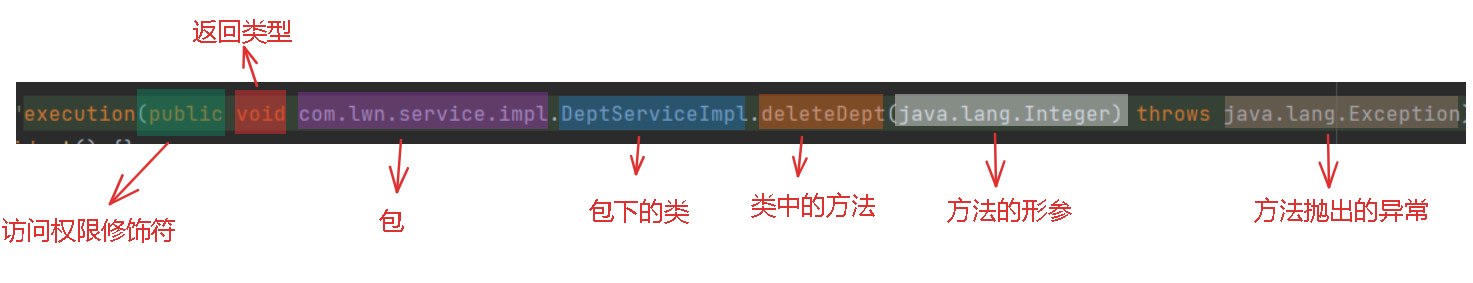 返回类型
'execution(public void com.lwn.service.impl.DeptServiceImpl.deleteDept(java.lang.Integer) throws java.lang.Exception)
访问权限修饰符
包
包下的类
类中的方法
方法的形参
方法抛出的异常